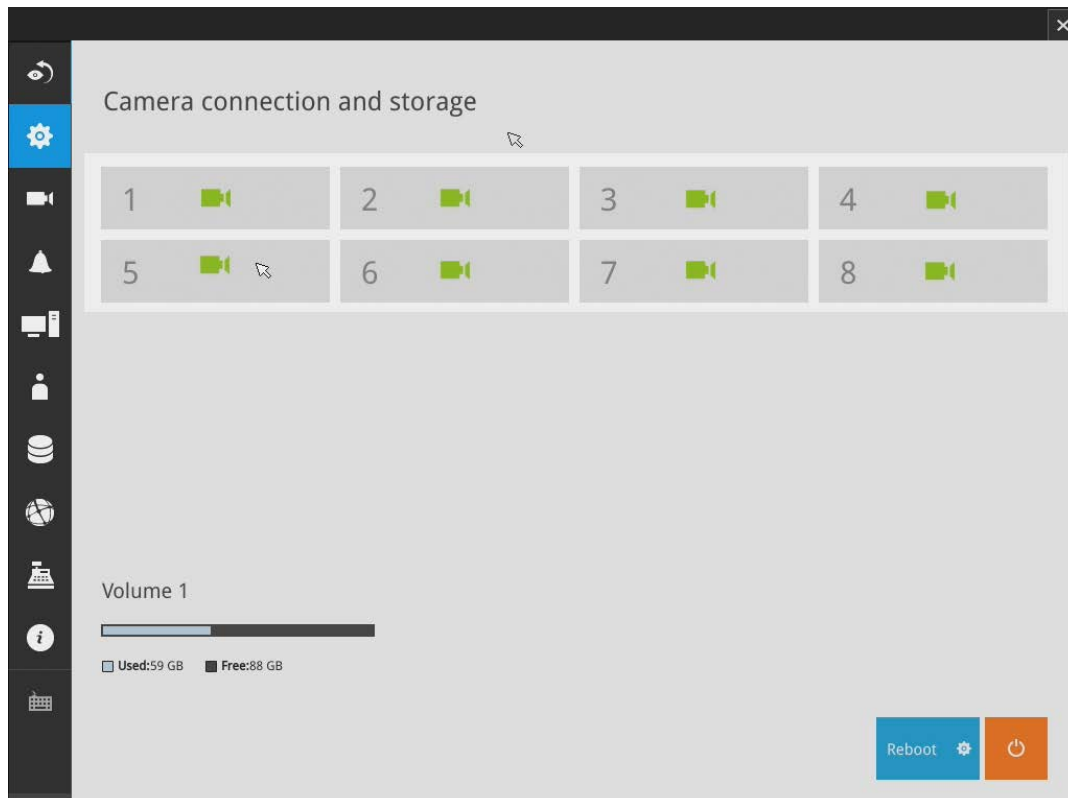 Camera connection and storage
1 2 3 4
5 6 7 8
Volume 1
Used:59 GB Free:88 GB
Reboot